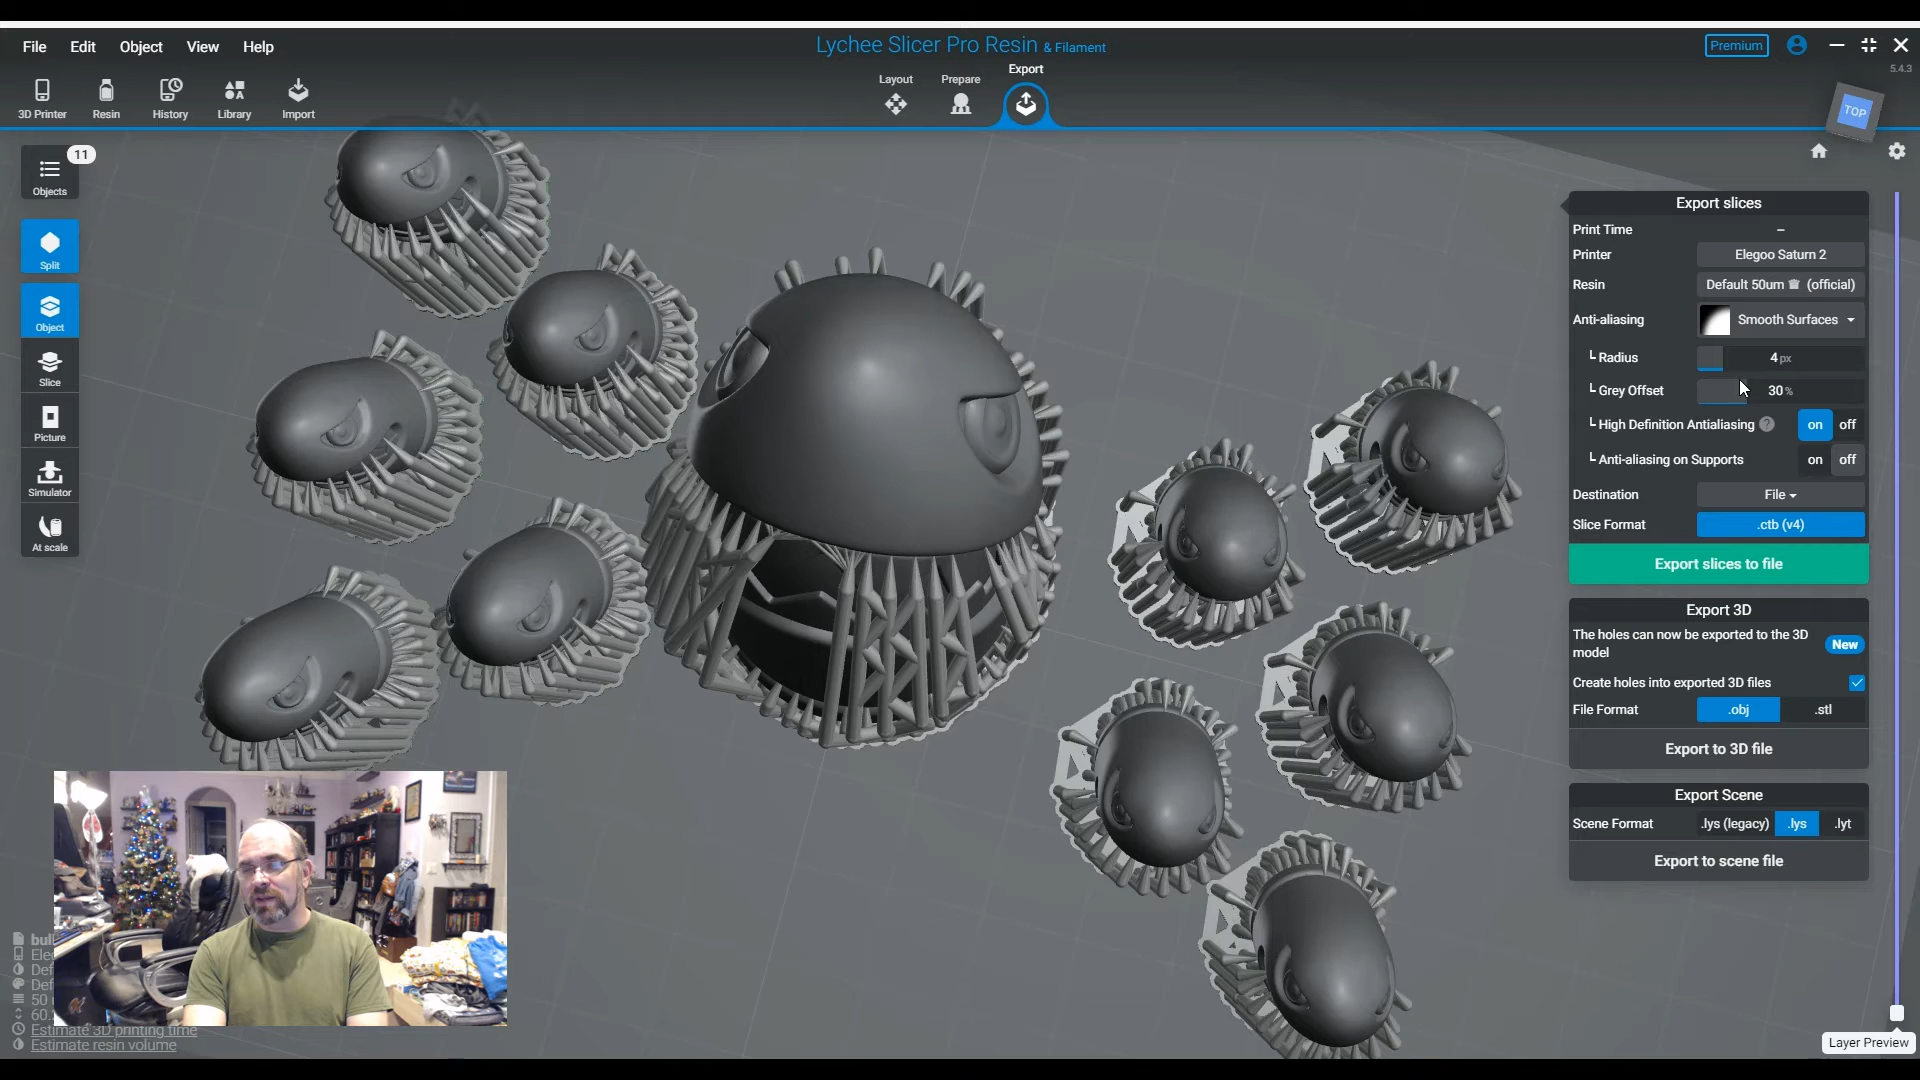 File Edit Object View Help
Lychee Slicer Pro Resin & Filament
Premium
5.4.3
3D Printer Resin History Library Import
Layout Prepare Export
TOP
11
Objects
Split
Object
Slice
Picture
Simulator
At scale
Export slices
Print Time –
Printer Elegoo Saturn 2
Resin Default 50um (official)
Anti-aliasing Smooth Surfaces
Radius 4 px
Grey Offset 30 %
High Definition Antialiasing ? on off
Anti-aliasing on Supports on off
Destination File
Slice Format .ctb (v4)
Export slices to file
Export 3D
The holes can now be exported to the 3D
model
New
Create holes into exported 3D files
File Format .obj .stl
Export to 3D file
Export Scene
Scene Format .lys (legacy) .lys .lyt
Export to scene file
50
60.
Estimate 3D printing time
Estimate resin volume
Layer Preview